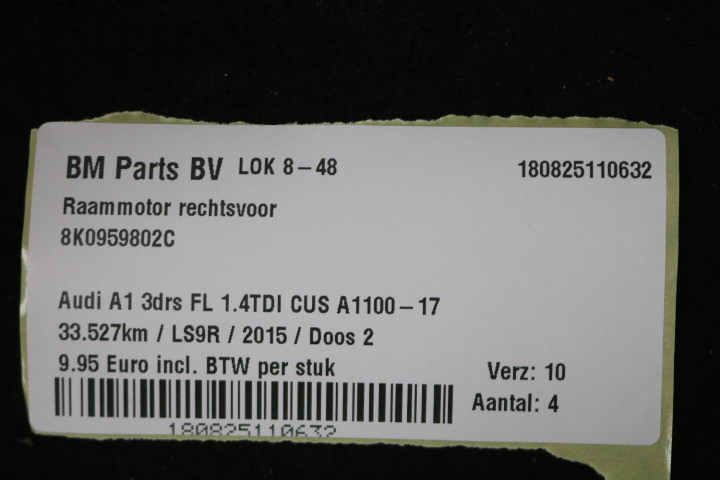 BM Parts BV LOK 8-48 180825110632
Raammotor rechtsvoor
8K0959802C
Audi A1 3drs FL 1.4TDI CUS A1100-17
33.527km / LS9R / 2015 / Doos 2
9.95 Euro incl. BTW per stuk
Verz: 10
Aantal: 4
180825110632